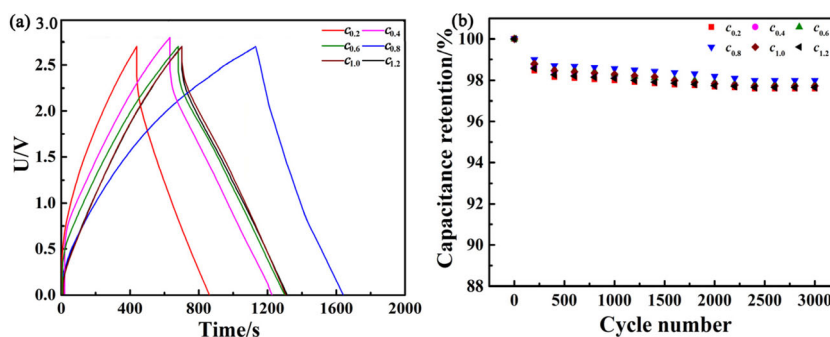 (a)
c0.2 c0.4
c0.6 c0.8
c1.0 c1.2
U/V
3.0
2.5
2.0
1.5
1.0
0.5
0.0
0 400 800 1200 1600 2000
Time/s
(b)
c0.2 c0.4 c0.6
c0.8 c1.0 c1.2
Capacitance retention/%
100
98
96
94
92
90
88
0 500 1000 1500 2000 2500 3000
Cycle number